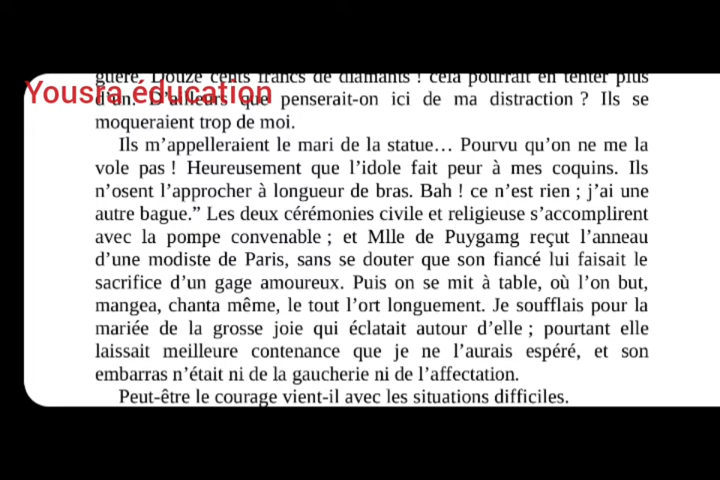 guère. Douze cents francs de diamants ! cela pourrait en tenter plus
Yousra éducation
d'un. D'ailleurs que penserait-on ici de ma distraction ? Ils se
moqueraient trop de moi.
Ils m'appelleraient le mari de la statue… Pourvu qu'on ne me la
vole pas ! Heureusement que l'idole fait peur à mes coquins. Ils
n'osent l'approcher à longueur de bras. Bah ! ce n'est rien ; j'ai une
autre bague.” Les deux cérémonies civile et religieuse s'accomplirent
avec la pompe convenable ; et Mlle de Puygamg reçut l'anneau
d'une modiste de Paris, sans se douter que son fiancé lui faisait le
sacrifice d'un gage amoureux. Puis on se mit à table, où l'on but,
mangea, chanta même, le tout l'ort longuement. Je soufflais pour la
mariée de la grosse joie qui éclatait autour d'elle ; pourtant elle
laissait meilleure contenance que je ne l'aurais espéré, et son
embarras n'était ni de la gaucherie ni de l'affectation.
Peut-être le courage vient-il avec les situations difficiles.